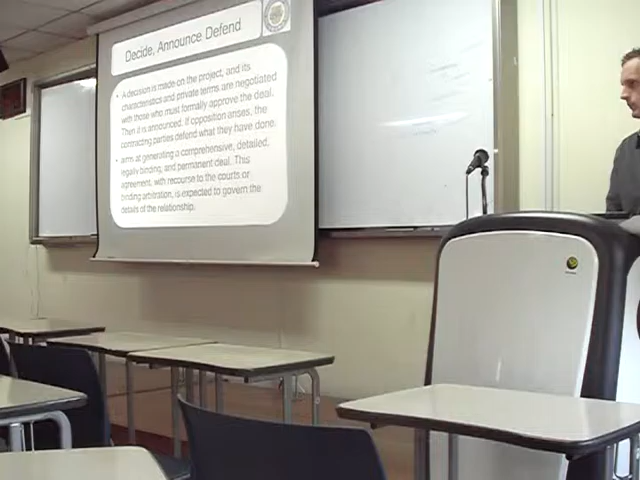 Decide, Announce Defend
• A decision is made on the project, and its
characteristics and private terms are negotiated
with those who must formally approve the deal.
Then it is announced. If opposition arises, the
contracting parties defend what they have done.
• aims at generating a comprehensive, detailed,
legally binding, and permanent deal. This
agreement, with recourse to the courts or
binding arbitration, is expected to govern the
details of the relationship.